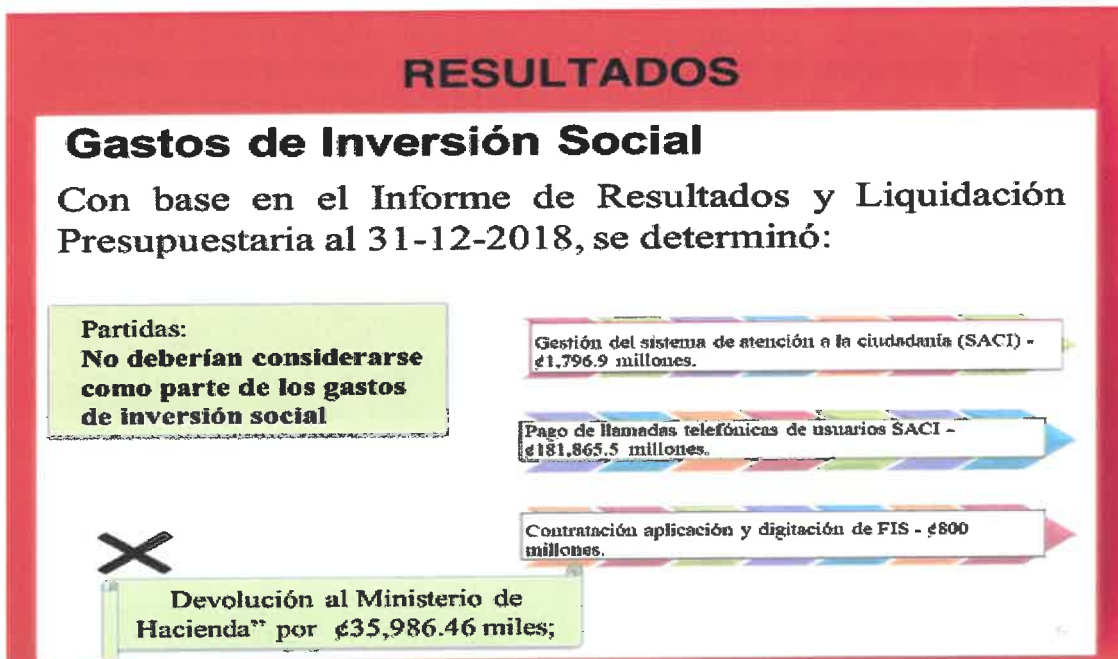 RESULTADOS
Gastos de Inversión Social
Con base en el Informe de Resultados y Liquidación
Presupuestaria al 31-12-2018, se determinó:
Partidas:
No deberían considerarse
como parte de los gastos
de inversión social
Gestión del sistema de atención a la ciudadanía (SACI) -
¢1,796.9 millones.
Pago de llamadas telefónicas de usuarios SACI -
¢181,865.5 millones.
Contratación aplicación y digitación de FIS - ¢800
millones.
Devolución al Ministerio de
Hacienda” por ¢35,986.46 miles;